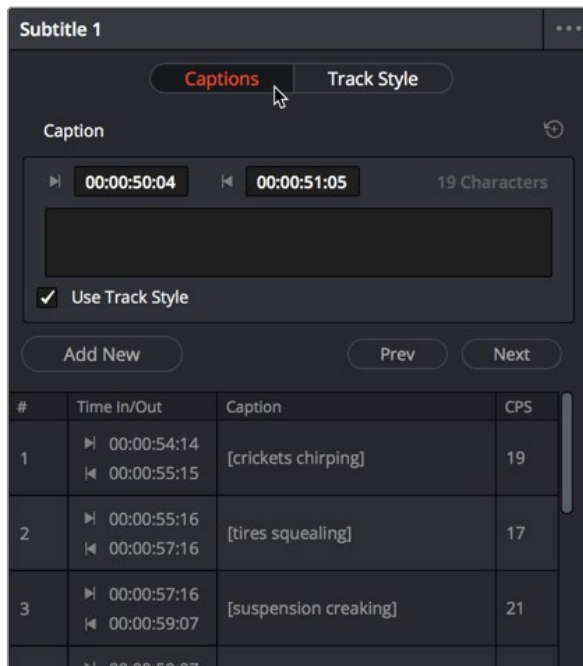 Subtitle 1
Captions Track Style
Caption
00:00:50:04 00:00:51:05 19 Characters
Use Track Style
Add New Prev Next
# Time In/Out Caption CPS
1 00:00:54:14 00:00:55:15 [crickets chirping] 19
2 00:00:55:16 00:00:57:16 [tires squealing] 17
3 00:00:57:16 00:00:59:07 [suspension creaking] 21